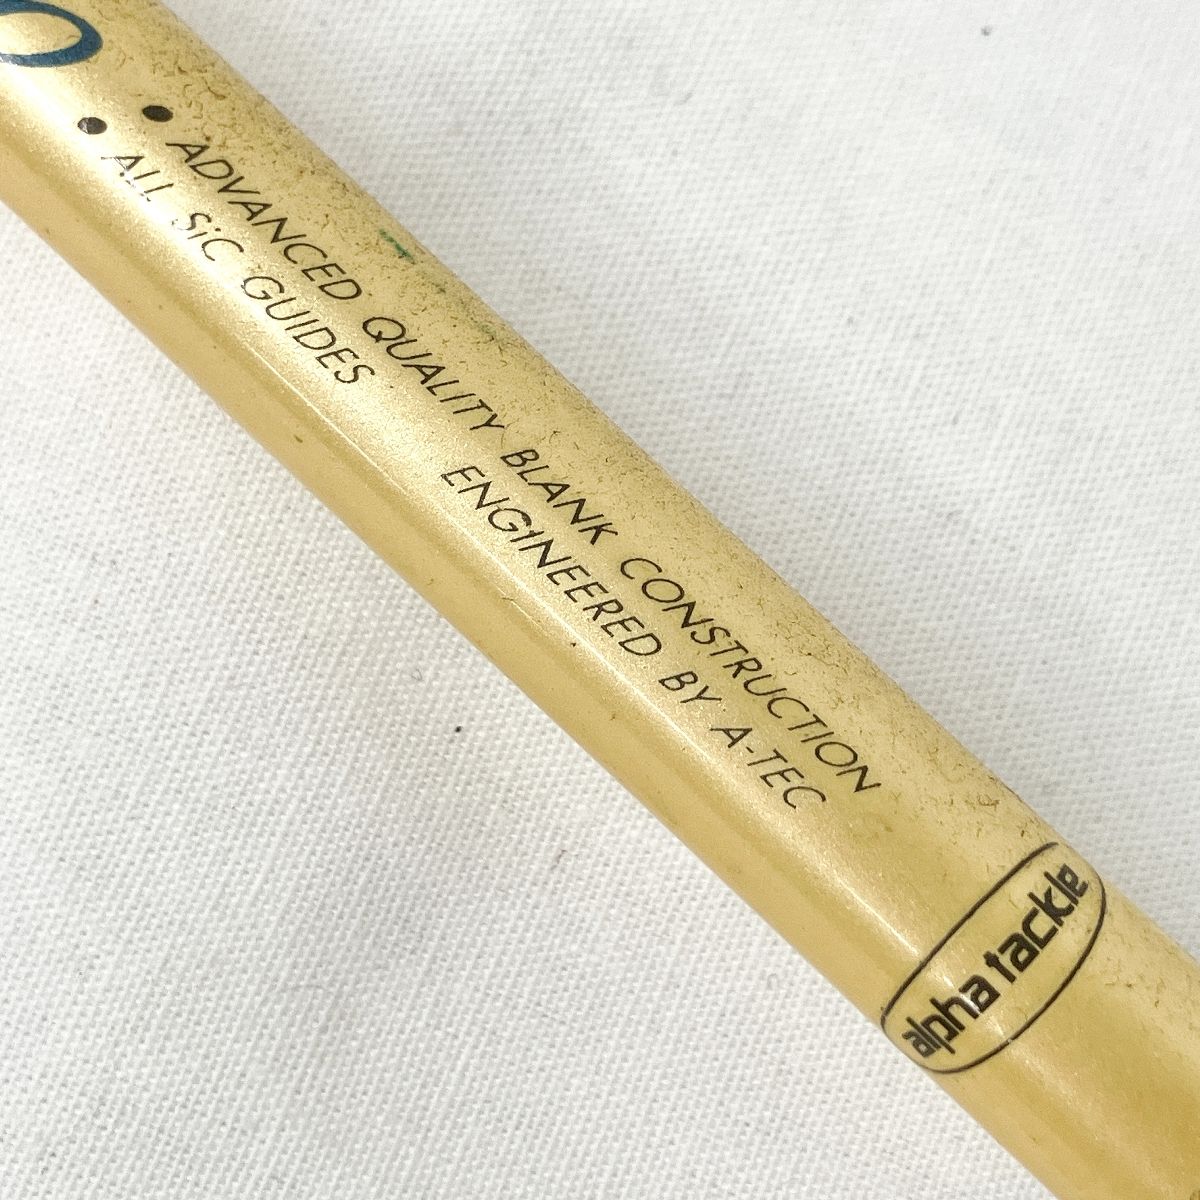 • ADVANCED QUALITY BLANK CONSTRUCTION
• ALL SiC GUIDES
ENGINEERED BY A-TEC
alpha tackle